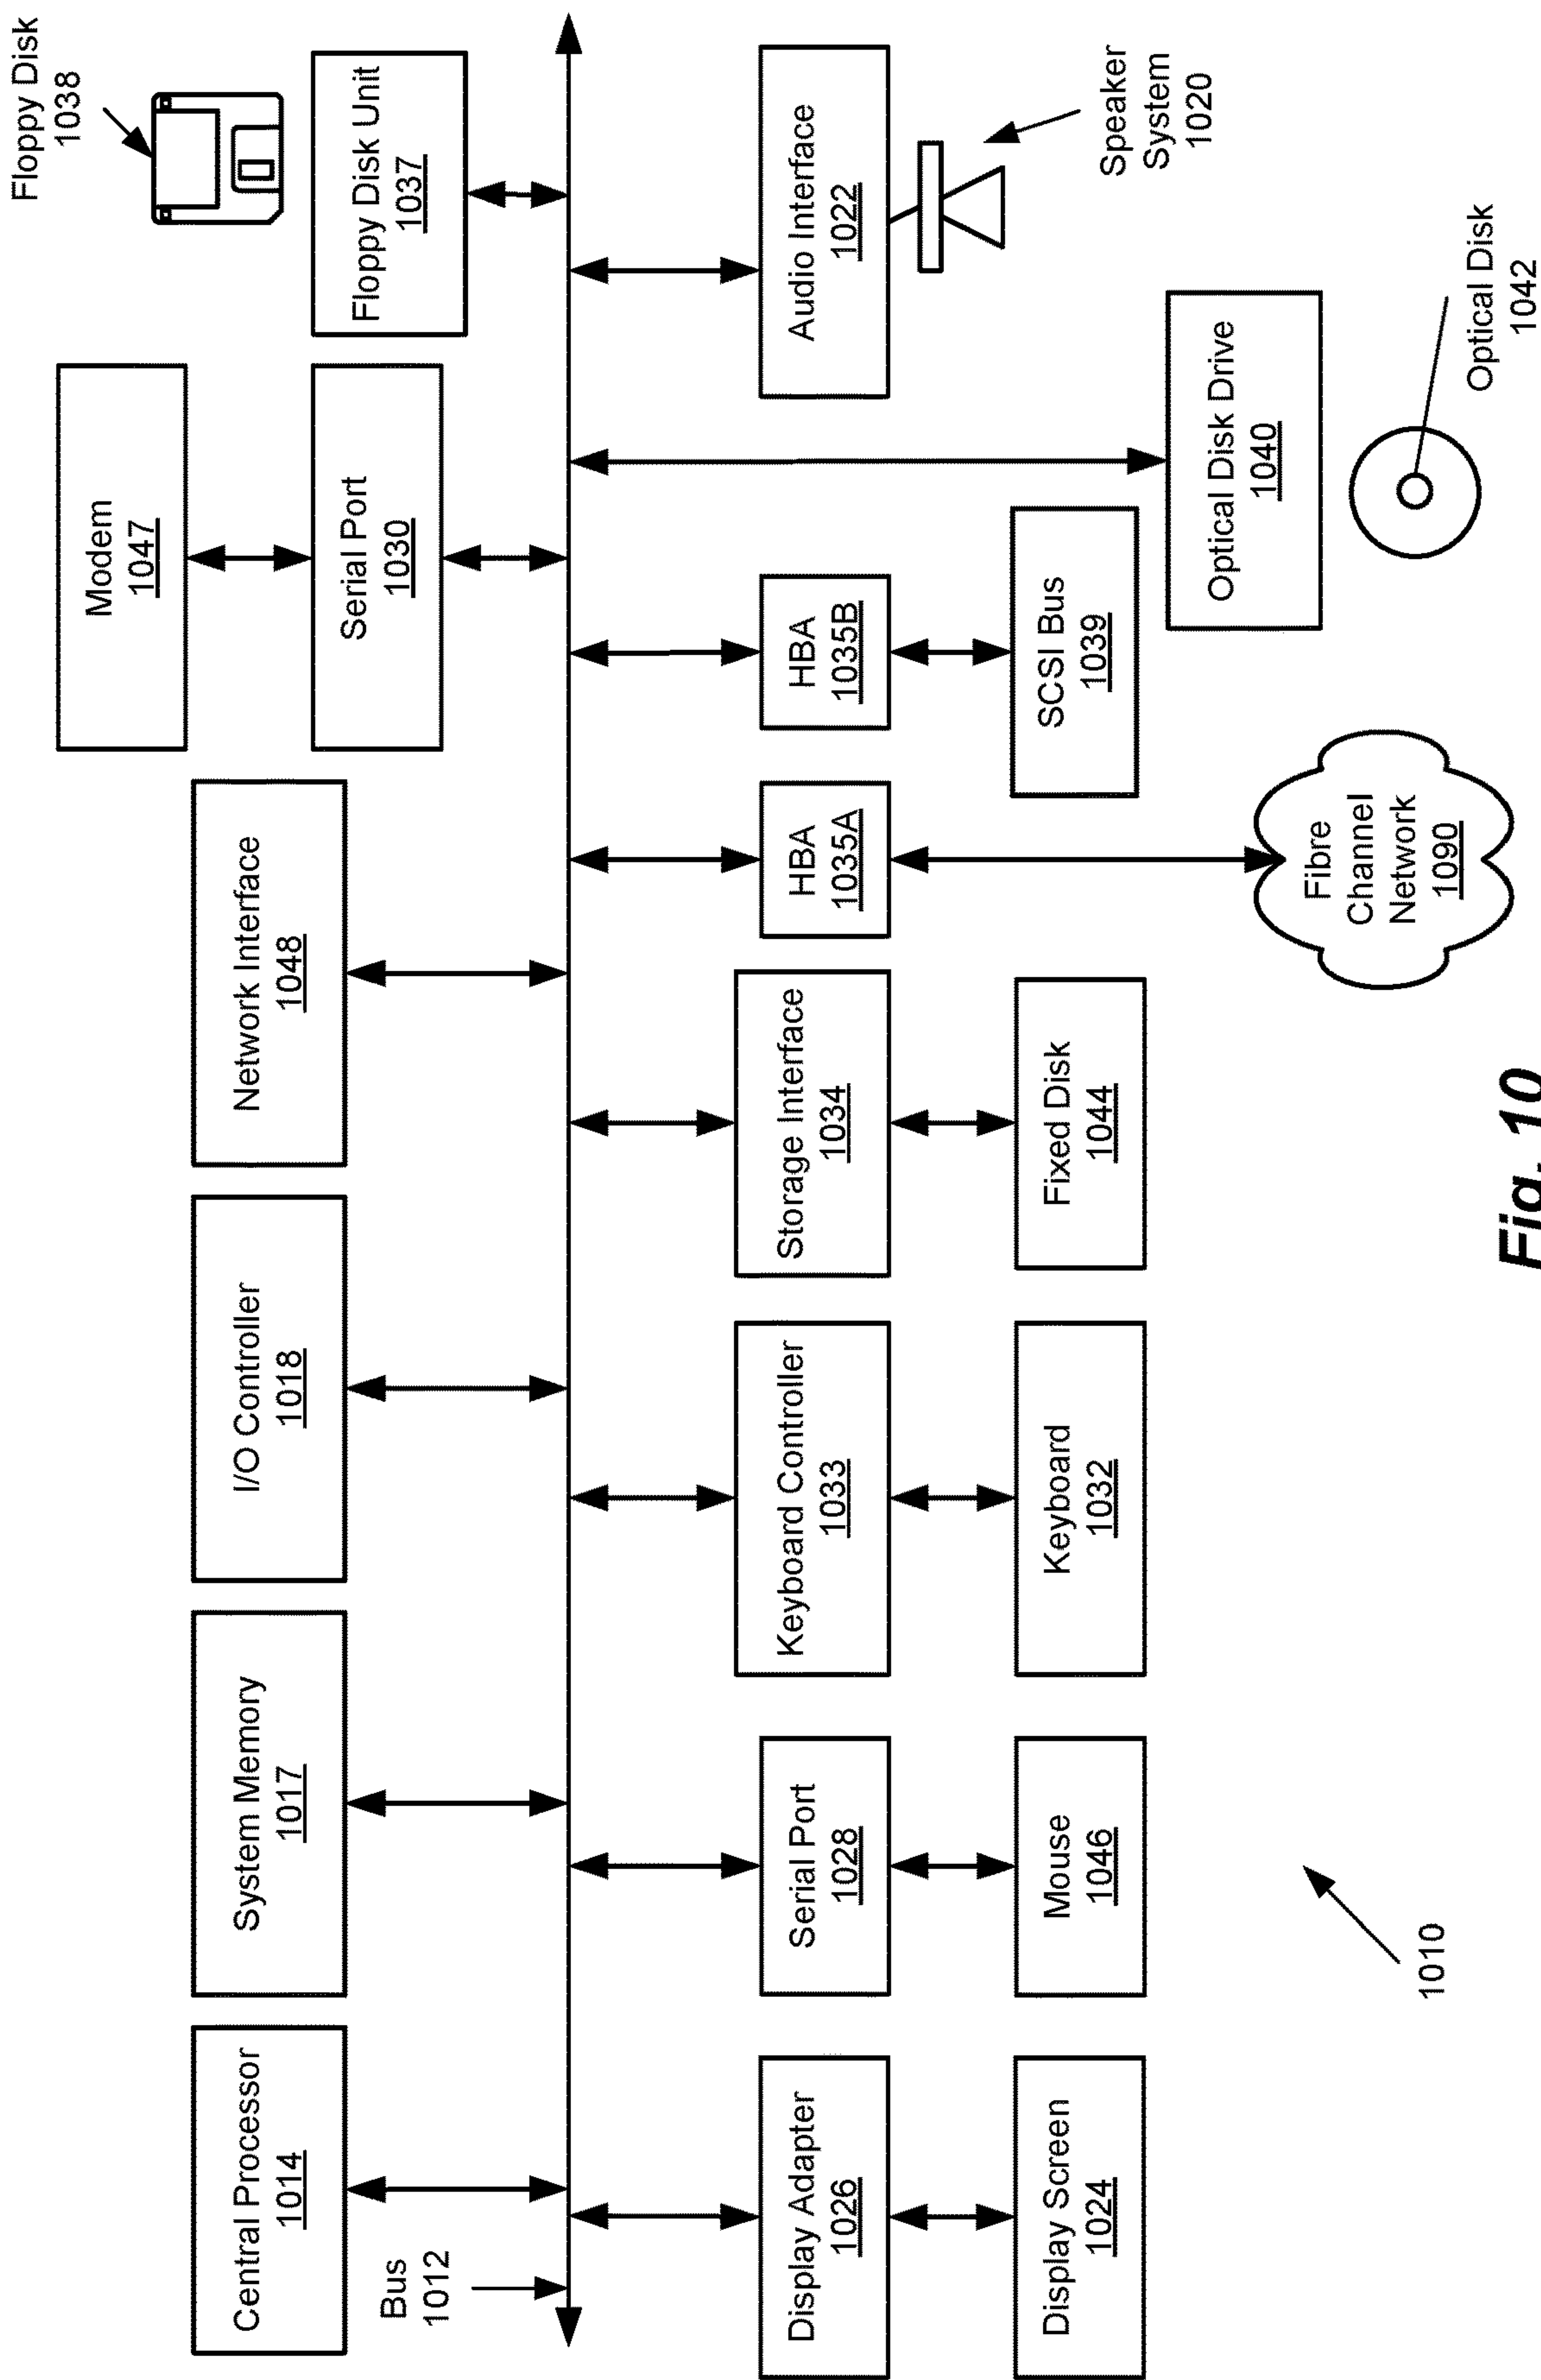 Central Processor
1014
System Memory
1017
I/O Controller
1018
Network Interface
1048
Modem
1047
Serial Port
1030
Floppy Disk
1038
Floppy Disk Unit
1037
Bus
1012
Display Adapter
1026
Display Screen
1024
Serial Port
1028
Mouse
1046
Keyboard Controller
1033
Keyboard
1032
Storage Interface
1034
Fixed Disk
1044
HBA
1035A
Fibre
Channel
Network
1090
HBA
1035B
SCSI Bus
1039
Optical Disk Drive
1040
Optical Disk
1042
Audio Interface
1022
Speaker
System
1020
1010
Fig. 10